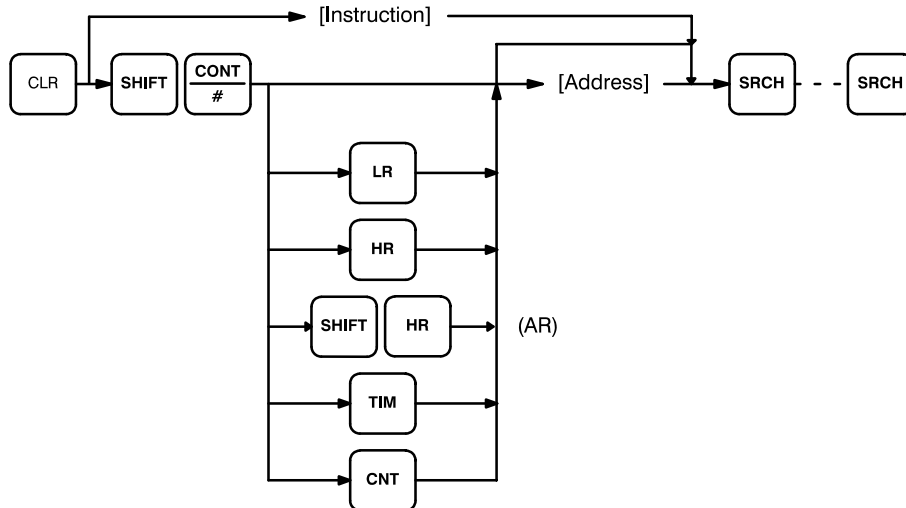 [Instruction]
CLR
SHIFT
CONT
#
[Address]
SRCH
SRCH
LR
HR
SHIFT
HR
(AR)
TIM
CNT